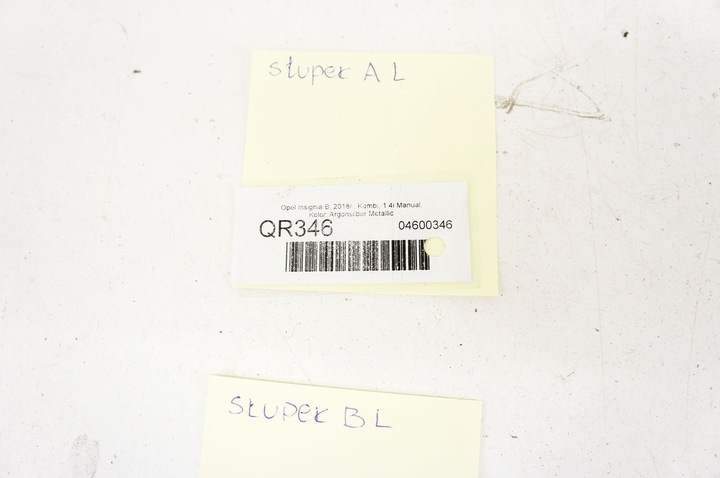 Słupek A L
Opel Insignia B, 2018r., Kombi, 1.4i Manual,
Kolor: Argonsilber Metallic
QR346 04600346
SŁUPEK B L